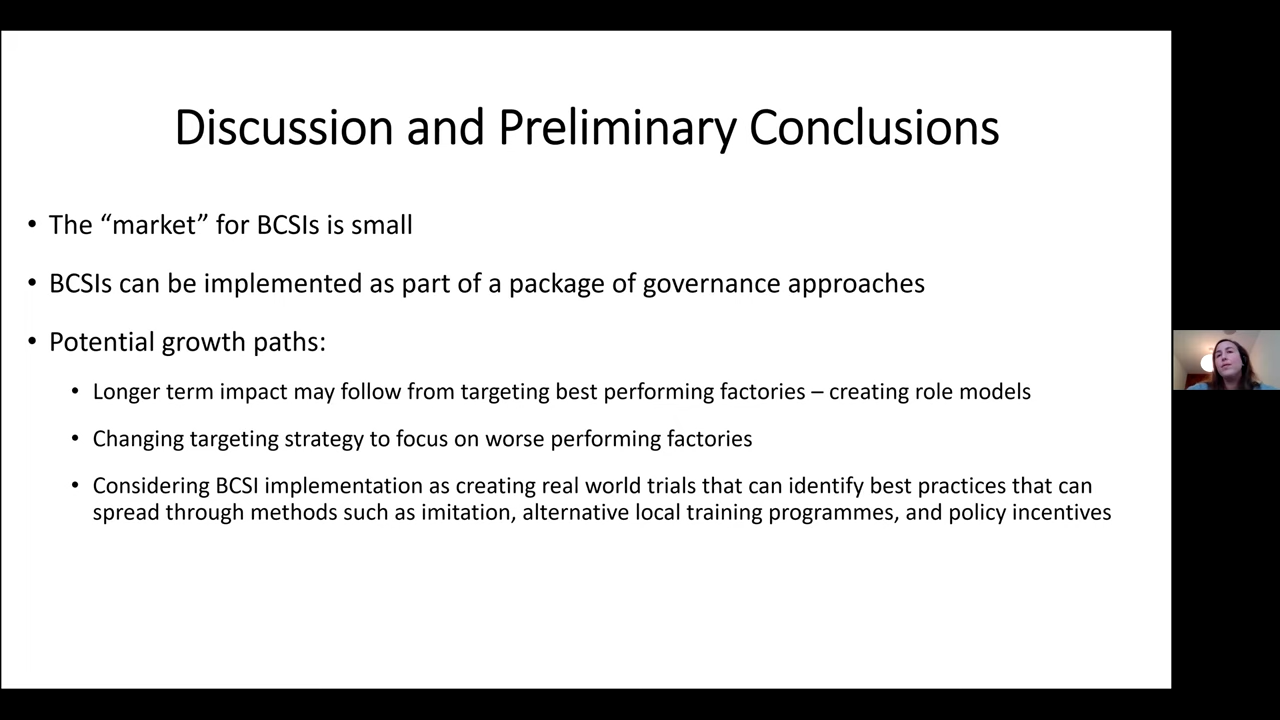 Discussion and Preliminary Conclusions
• The “market” for BCSIs is small
• BCSIs can be implemented as part of a package of governance approaches
• Potential growth paths:
• Longer term impact may follow from targeting best performing factories – creating role models
• Changing targeting strategy to focus on worse performing factories
• Considering BCSI implementation as creating real world trials that can identify best practices that can
spread through methods such as imitation, alternative local training programmes, and policy incentives